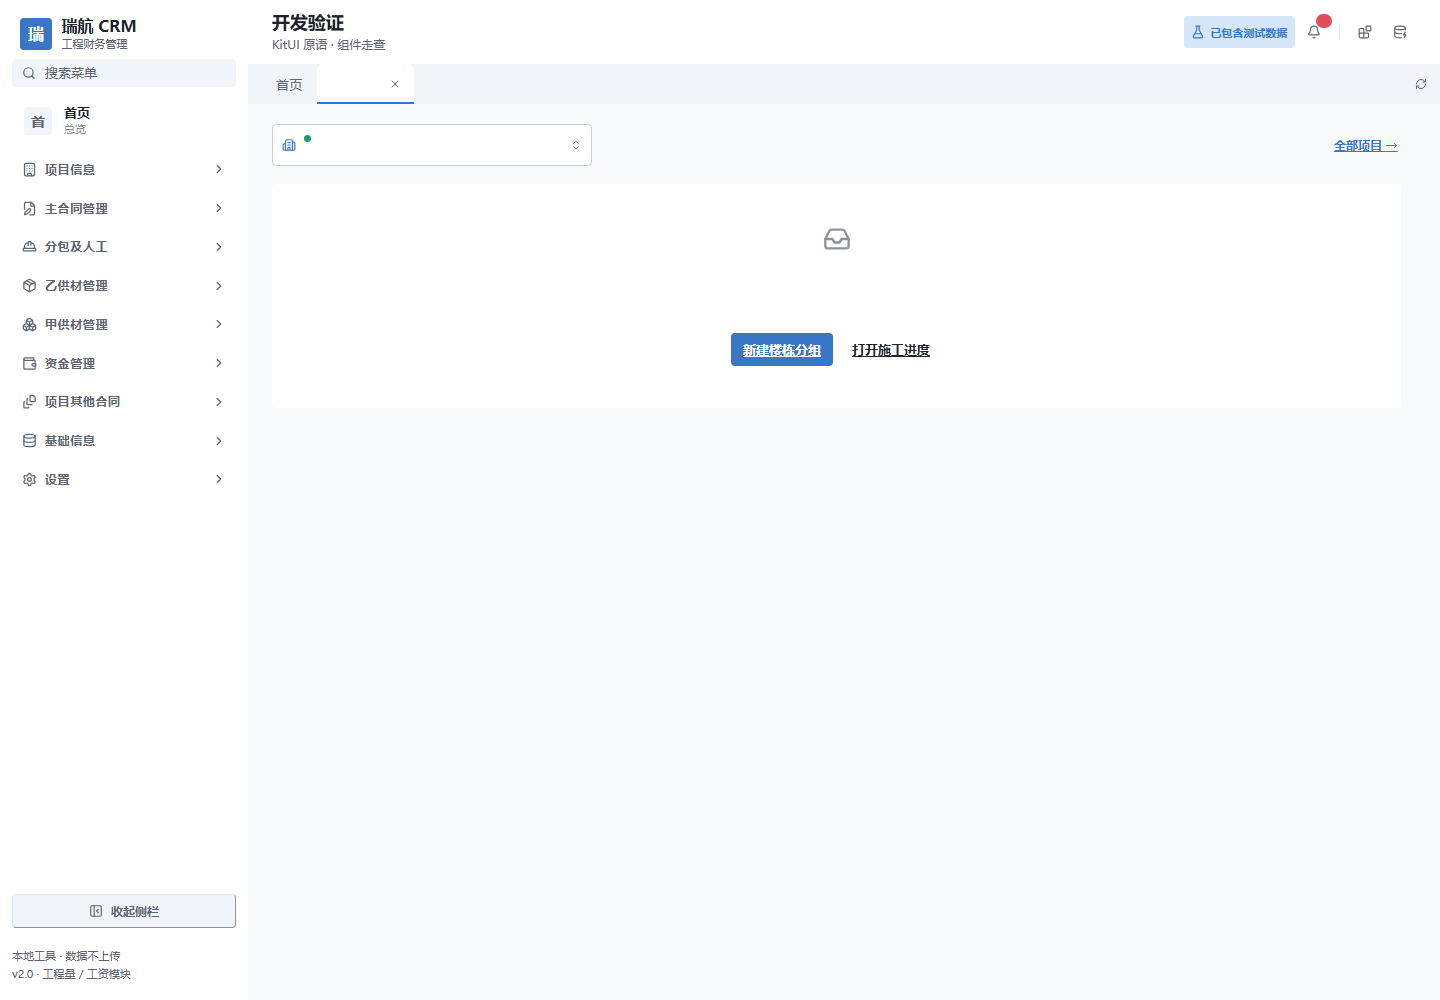 瑞
瑞航 CRM
工程财务管理
搜索菜单
首
首页
总览
项目信息
主合同管理
分包及人工
乙供材管理
甲供材管理
资金管理
项目其他合同
基础信息
设置
收起侧栏
本地工具 · 数据不上传
v2.0 · 工程量 / 工资模块
开发验证
KitUI 原语 · 组件走查
已包含测试数据
首页
全部项目 →
新建楼栋分组
打开施工进度